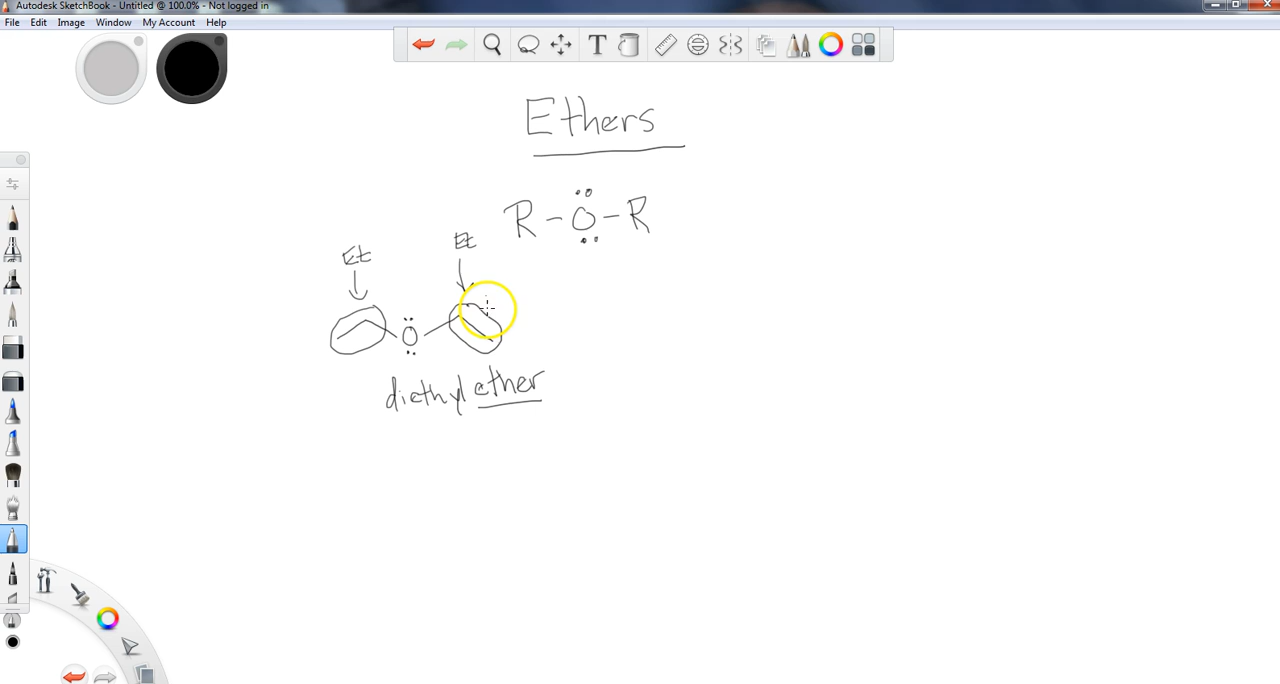 Autodesk SketchBook - Untitled @ 100.0% - Not logged in
File Edit Image Window My Account Help
T
Ethers
R-O-R
Et Et
O
diethyl ether